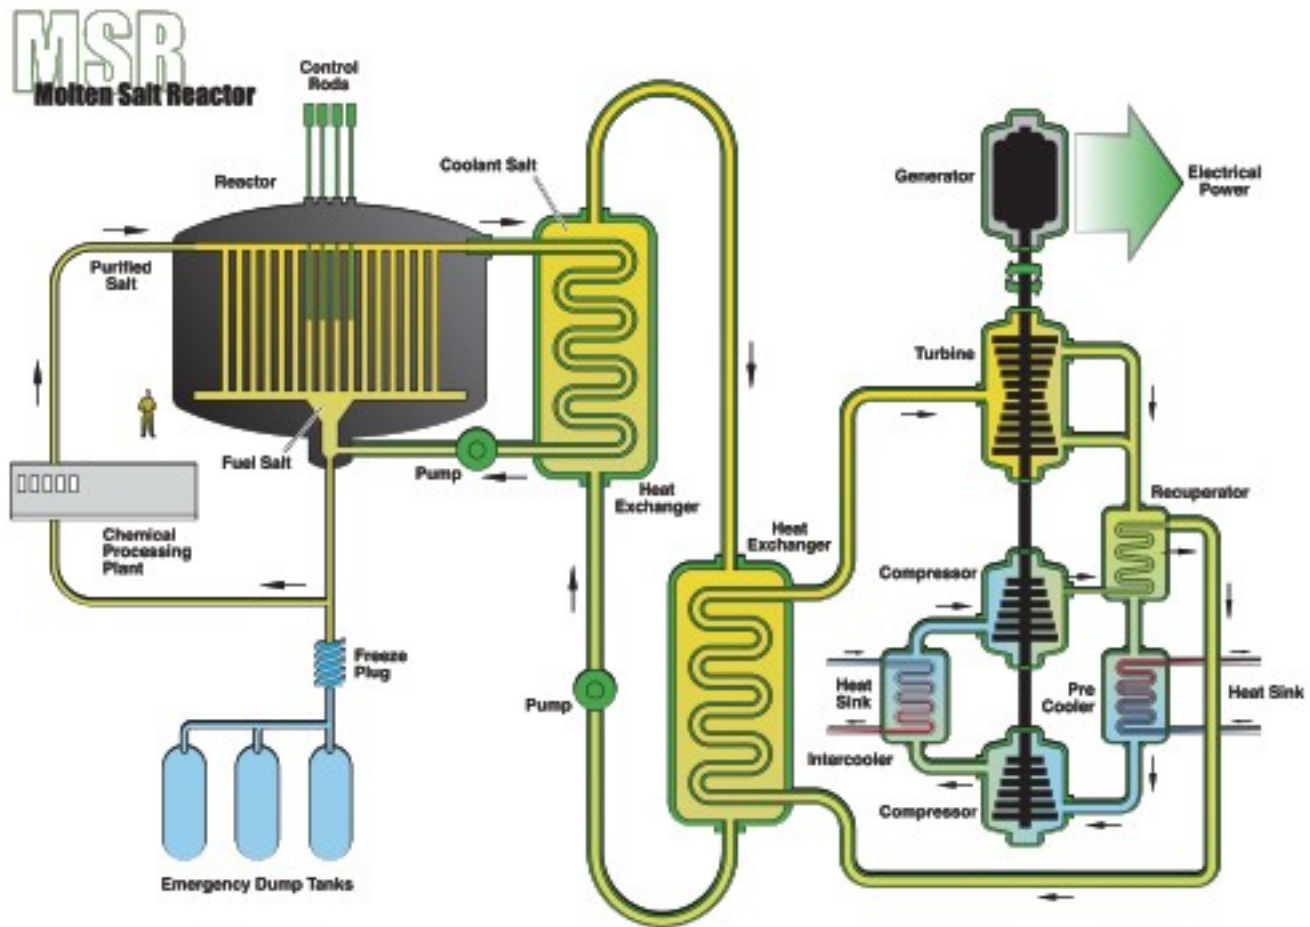 MSR
Molten Salt Reactor
Control
Rods
Reactor
Coolant Salt
Purified
Salt
Fuel Salt
Pump
Heat
Exchanger
Chemical
Processing
Plant
Freeze
Plug
Emergency Dump Tanks
Pump
Heat
Exchanger
Generator
Electrical
Power
Turbine
Recuperator
Compressor
Heat
Sink
Pre
Cooler
Heat Sink
Intercooler
Compressor